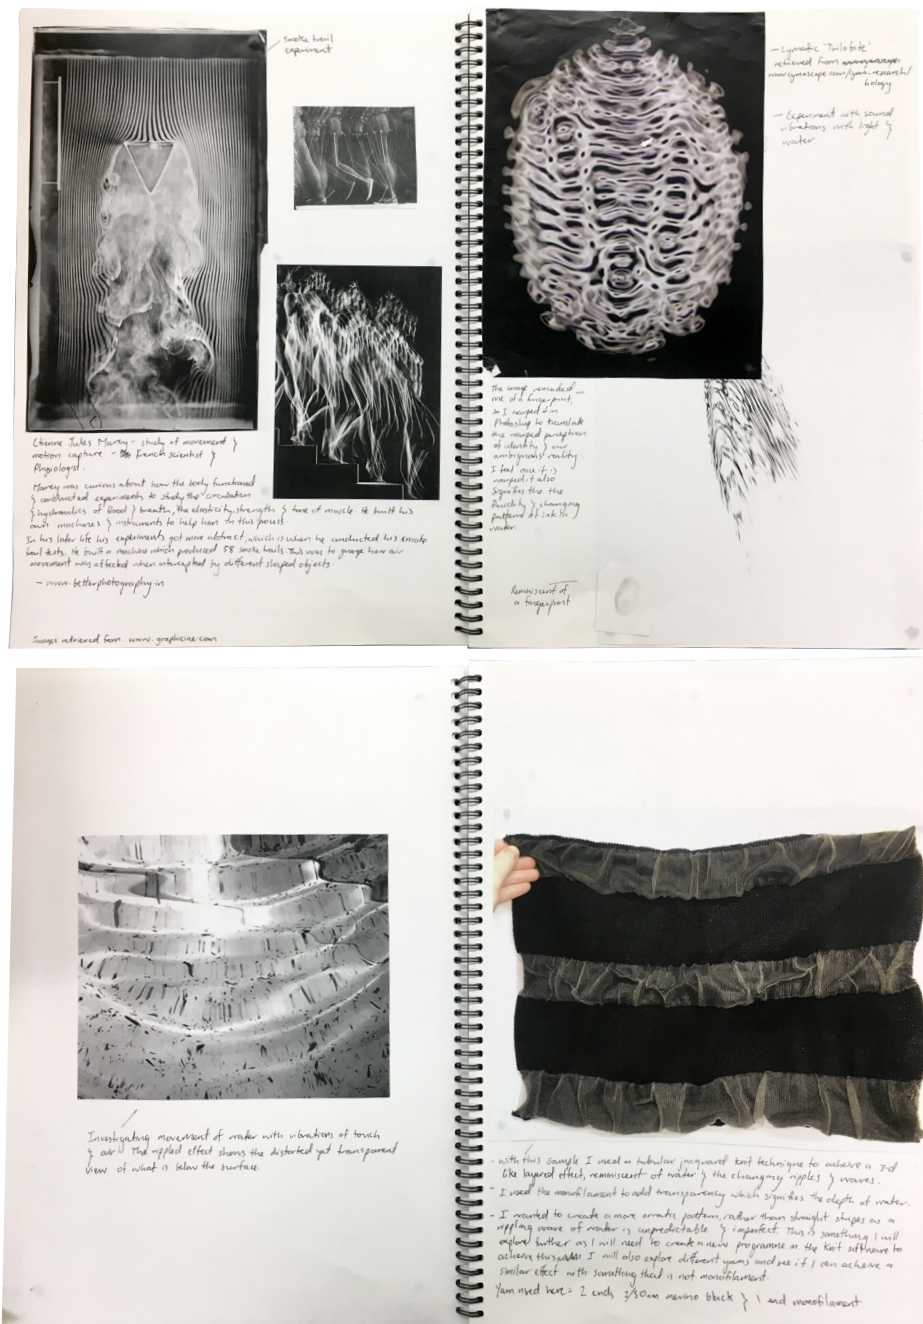 smoke trail
experiment
Etienne Jules Marey - study of movement &
motion capture - French scientist &
Physiologist.
Marey was curious about how the body functioned
& conducted experiments to study the circulation
& hydraulics of blood & breath, the elasticity, strength & tone of muscle. He built his
own machines & instruments to help him in this process.
In his later life his experiments got more abstract, which is when he conducted his smoke
trail tests. He built a machine which produced 58 smoke trails. This was to guage how air
movement was affected when intercepted by different shaped objects.
- www.betterphotography.in
Images retrieved from www.graphicine.com
- cymatic 'Trilobite'
retrieved from
www.cymascope.com/cyma-research/
biology
- Experiment with sound
vibrations with light &
water
The image reminded
me of a fingerprint,
so I warped it in
Photoshop to translate
the warped perception
of identity & our
ambiguous reality
I feel once it is
warped it also
signifies the the
fluidity & changing
patterns of ink in
water.
Reminiscent of
a fingerprint
Investigating movement of water with vibrations of touch
& air. The rippled effect shows the distorted yet transparent
view of what is below the surface.
- with this sample I used a tubular jacquard knit technique to acheive a 3-d
like layered effect, reminiscent of water & the changing ripples & waves.
- I used the monofilament to add transparency which signifies the depth of water.
- I wanted to create a more erratic pattern, rather than straight stripes as a
rippling wave of water is unpredictable & imperfect. This is something I will
explore further as I will need to create a new programme in the knit software to
acheive this. I will also explore different yarns and see if I can acheive a
similar effect with something that is not monofilament.
Yarn used here = 2 ends 2/30nm merino black & 1 end monofilament